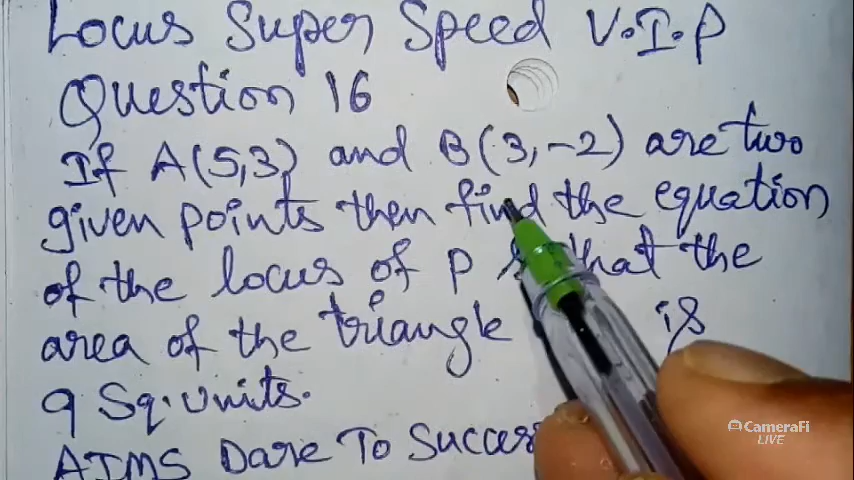 Locus Super Speed V.I.P
Question 16
If A(5,3) and B(3,-2) are two
given points then find the equation
of the locus of P that the
area of the triangle is
9 Sq.units.
AIMS Dare To Success
CameraFi
LIVE